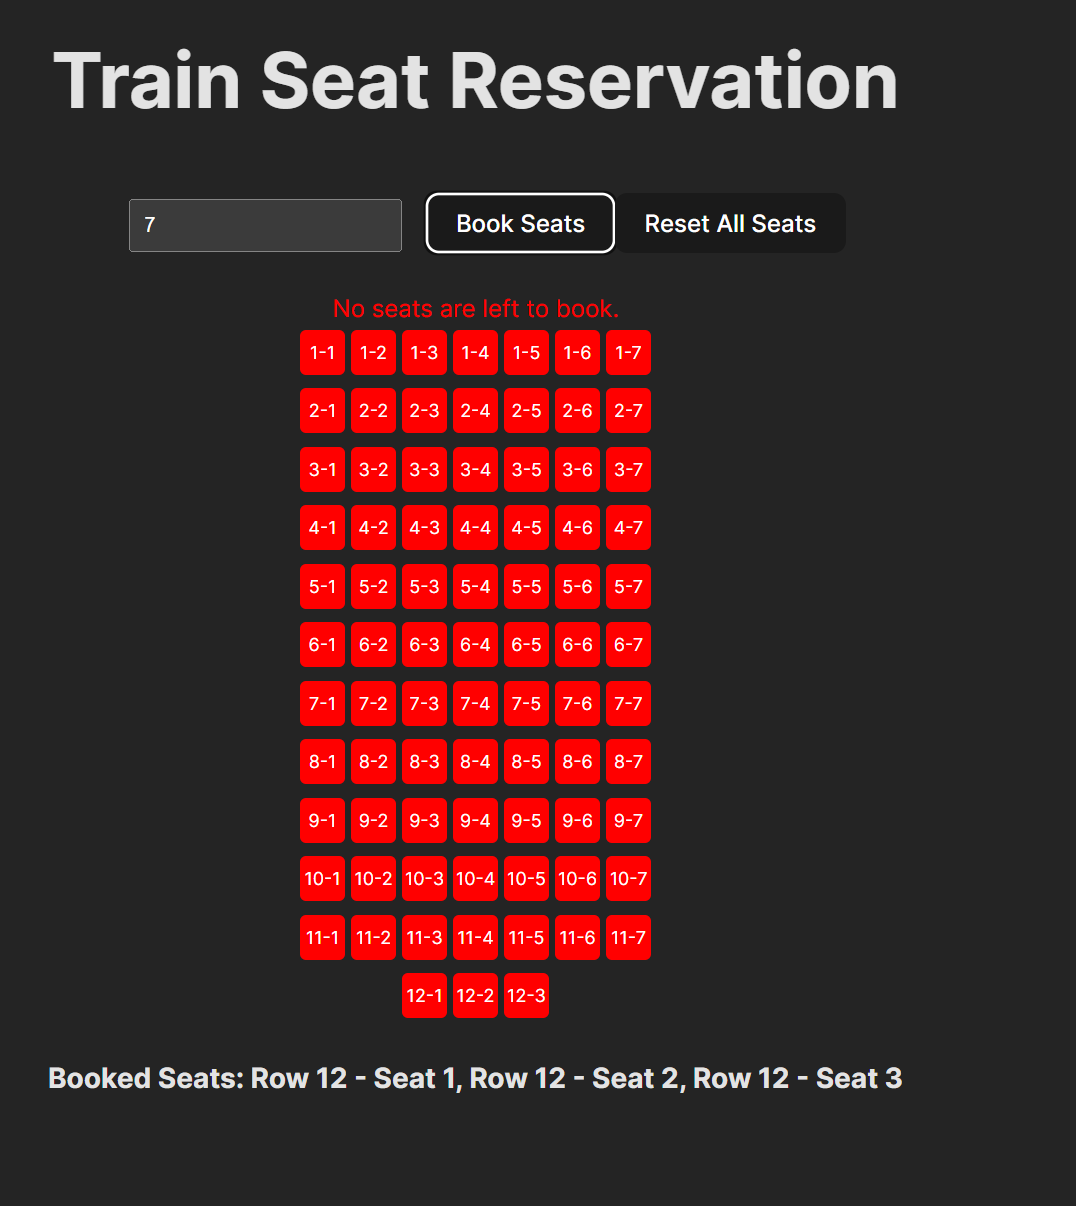 Train Seat Reservation
7 Book Seats Reset All Seats
No seats are left to book.
1-1 1-2 1-3 1-4 1-5 1-6 1-7
2-1 2-2 2-3 2-4 2-5 2-6 2-7
3-1 3-2 3-3 3-4 3-5 3-6 3-7
4-1 4-2 4-3 4-4 4-5 4-6 4-7
5-1 5-2 5-3 5-4 5-5 5-6 5-7
6-1 6-2 6-3 6-4 6-5 6-6 6-7
7-1 7-2 7-3 7-4 7-5 7-6 7-7
8-1 8-2 8-3 8-4 8-5 8-6 8-7
9-1 9-2 9-3 9-4 9-5 9-6 9-7
10-1 10-2 10-3 10-4 10-5 10-6 10-7
11-1 11-2 11-3 11-4 11-5 11-6 11-7
12-1 12-2 12-3
Booked Seats: Row 12 - Seat 1, Row 12 - Seat 2, Row 12 - Seat 3